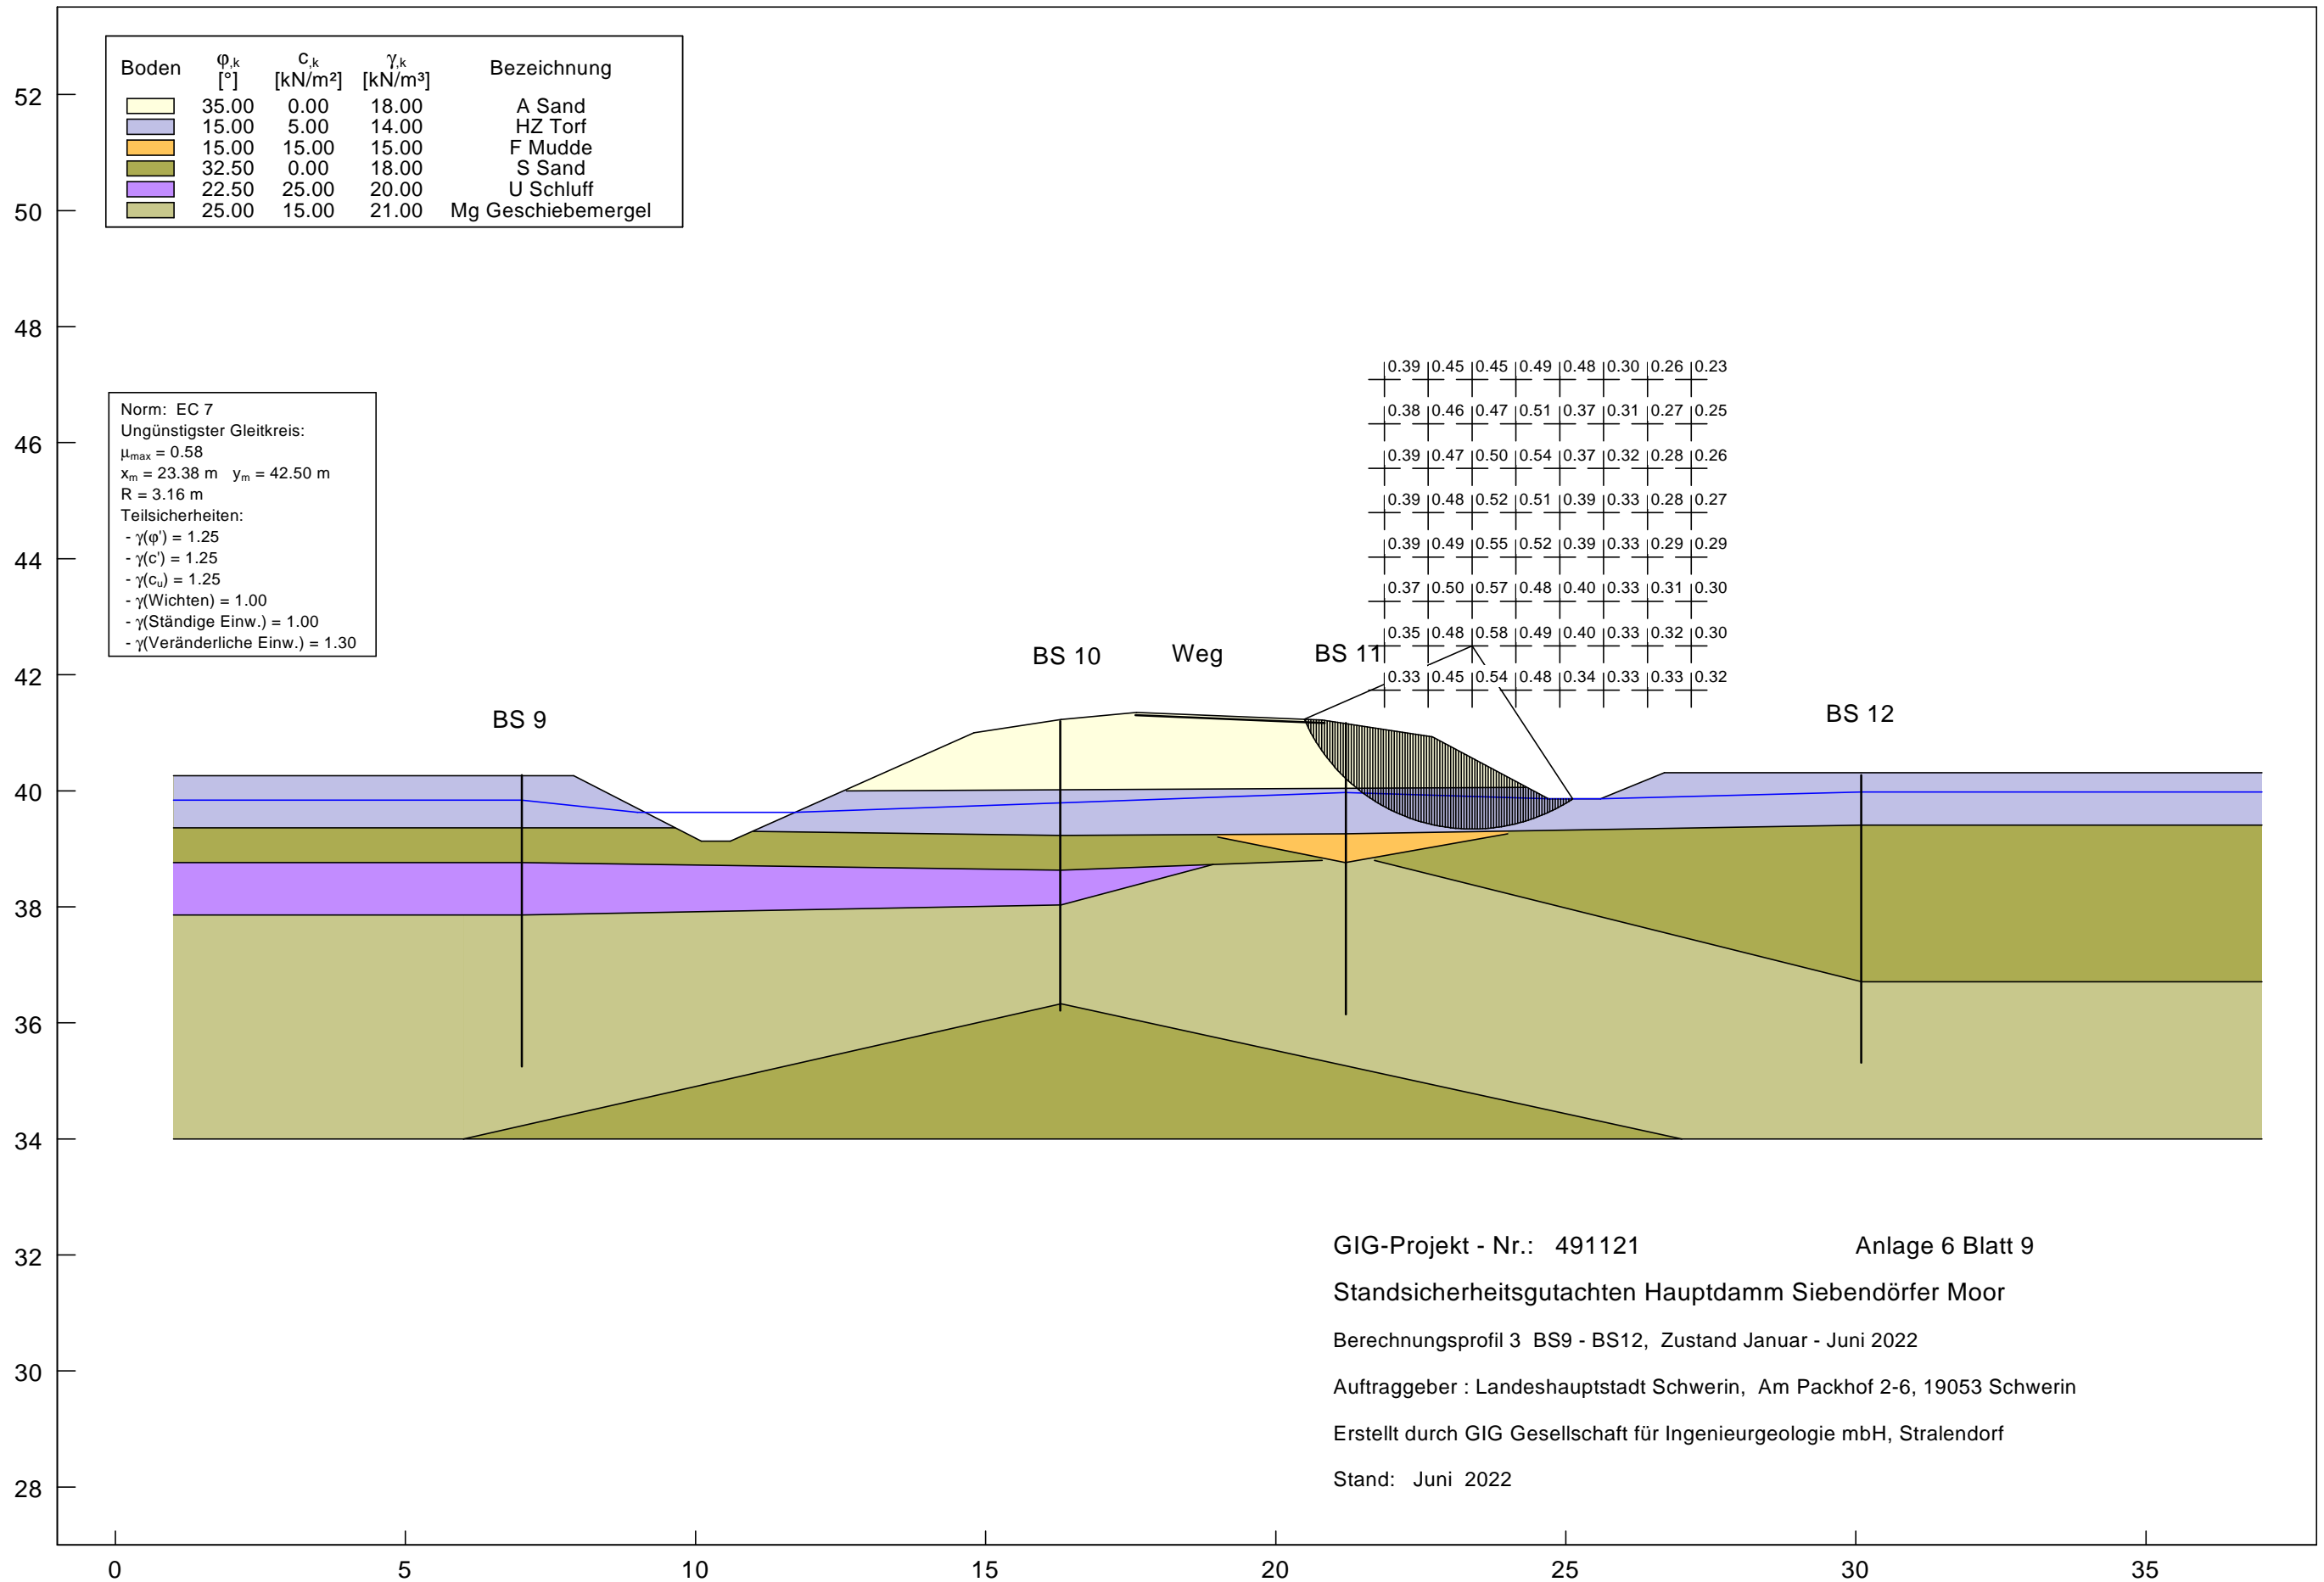 Boden φ,k c,k γ,k Bezeichnung
[°] [kN/m²] [kN/m³]
35.00 0.00 18.00 A Sand
15.00 5.00 14.00 HZ Torf
15.00 15.00 15.00 F Mudde
32.50 0.00 18.00 S Sand
22.50 25.00 20.00 U Schluff
25.00 15.00 21.00 Mg Geschiebemergel
52
50
48
46
44
42
40
38
36
34
32
30
28
Norm: EC 7
Ungünstigster Gleitkreis:
μmax = 0.58
xm = 23.38 m ym = 42.50 m
R = 3.16 m
Teilsicherheiten:
- γ(φ') = 1.25
- γ(c') = 1.25
- γ(cu) = 1.25
- γ(Wichten) = 1.00
- γ(Ständige Einw.) = 1.00
- γ(Veränderliche Einw.) = 1.30
0.39 0.45 0.45 0.49 0.48 0.30 0.26 0.23
0.38 0.46 0.47 0.51 0.37 0.31 0.27 0.25
0.39 0.47 0.50 0.54 0.37 0.32 0.28 0.26
0.39 0.48 0.52 0.51 0.39 0.33 0.28 0.27
0.39 0.49 0.55 0.52 0.39 0.33 0.29 0.29
0.37 0.50 0.57 0.48 0.40 0.33 0.31 0.30
0.35 0.48 0.58 0.49 0.40 0.33 0.32 0.30
0.33 0.45 0.54 0.48 0.34 0.33 0.33 0.32
BS 9
BS 10
Weg
BS 11
BS 12
GIG-Projekt - Nr.: 491121 Anlage 6 Blatt 9
Standsicherheitsgutachten Hauptdamm Siebendörfer Moor
Berechnungsprofil 3 BS9 - BS12, Zustand Januar - Juni 2022
Auftraggeber : Landeshauptstadt Schwerin, Am Packhof 2-6, 19053 Schwerin
Erstellt durch GIG Gesellschaft für Ingenieurgeologie mbH, Stralendorf
Stand: Juni 2022
0 5 10 15 20 25 30 35